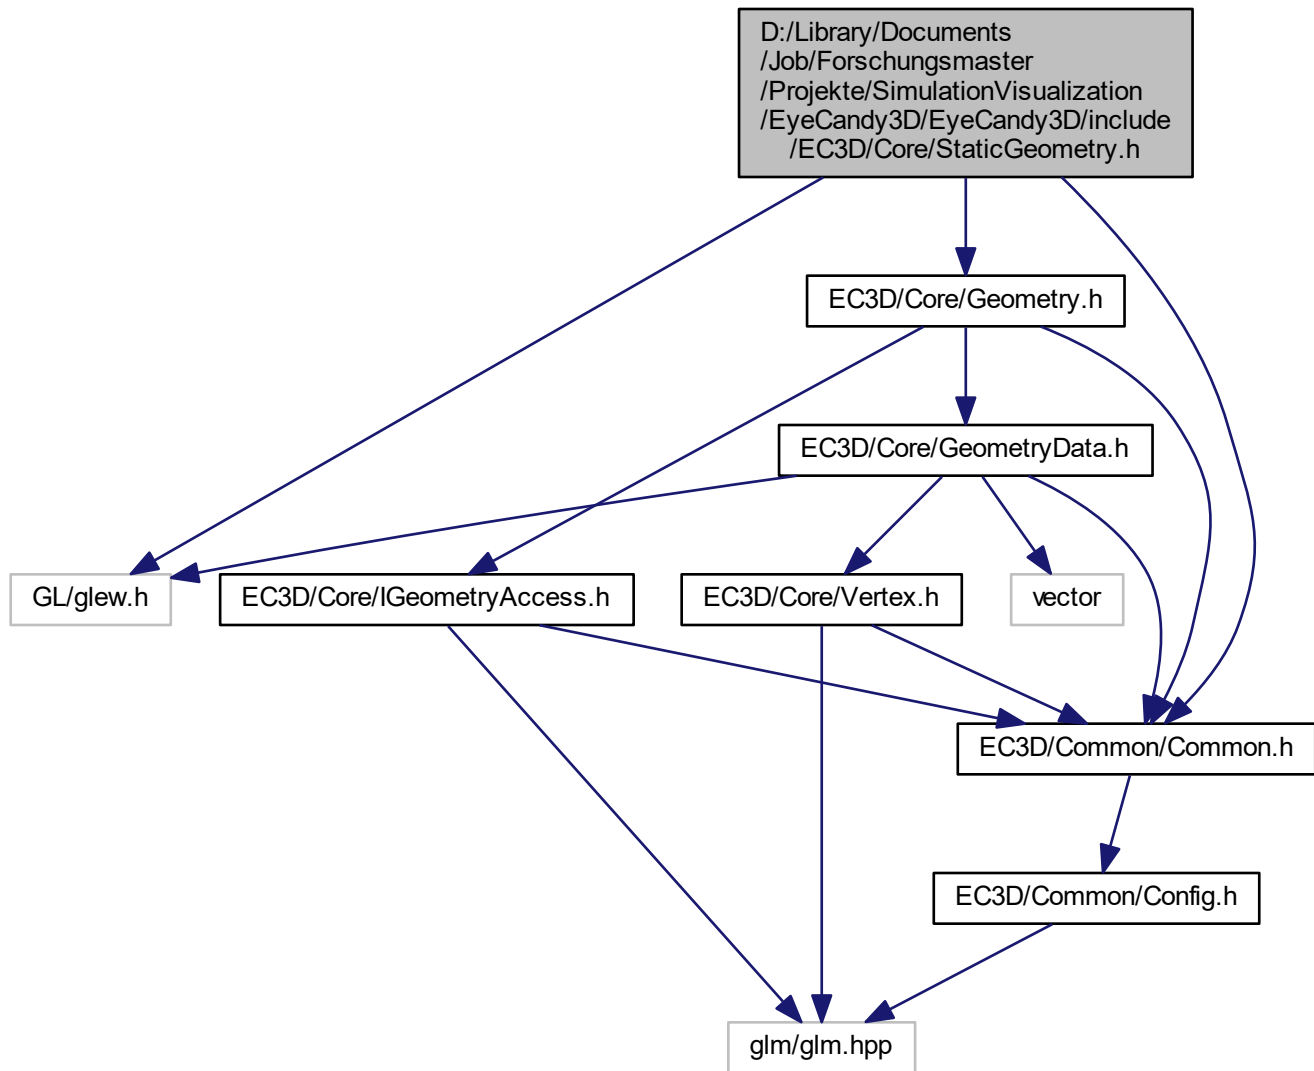 D:/Library/Documents
/Job/Forschungsmaster
/Projekte/SimulationVisualization
/EyeCandy3D/EyeCandy3D/include
/EC3D/Core/StaticGeometry.h
EC3D/Core/Geometry.h
EC3D/Core/GeometryData.h
GL/glew.h
EC3D/Core/IGeometryAccess.h
EC3D/Core/Vertex.h
vector
EC3D/Common/Common.h
EC3D/Common/Config.h
glm/glm.hpp